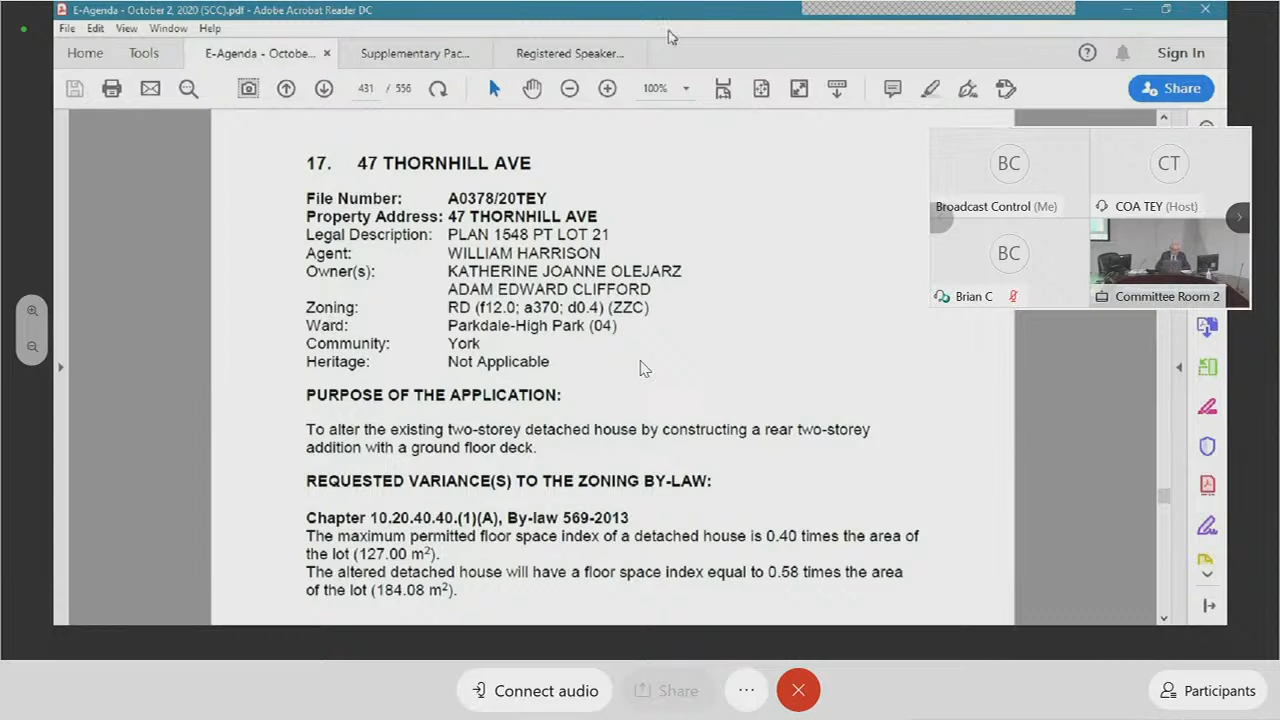 E-Agenda - October 2, 2020 (SCC).pdf - Adobe Acrobat Reader DC
File Edit View Window Help
Home Tools E-Agenda - Octobe... × Supplementary Pac... Registered Speaker... Sign In
431 / 556 100% Share
17. 47 THORNHILL AVE
File Number: A0378/20TEY
Property Address: 47 THORNHILL AVE
Legal Description: PLAN 1548 PT LOT 21
Agent: WILLIAM HARRISON
Owner(s): KATHERINE JOANNE OLEJARZ
ADAM EDWARD CLIFFORD
Zoning: RD (f12.0; a370; d0.4) (ZZC)
Ward: Parkdale-High Park (04)
Community: York
Heritage: Not Applicable
PURPOSE OF THE APPLICATION:
To alter the existing two-storey detached house by constructing a rear two-storey
addition with a ground floor deck.
REQUESTED VARIANCE(S) TO THE ZONING BY-LAW:
Chapter 10.20.40.40.(1)(A), By-law 569-2013
The maximum permitted floor space index of a detached house is 0.40 times the area of
the lot (127.00 m²).
The altered detached house will have a floor space index equal to 0.58 times the area
of the lot (184.08 m²).
BC CT
Broadcast Control (Me) COA TEY (Host)
BC
Brian C Committee Room 2
Connect audio Share ... Participants